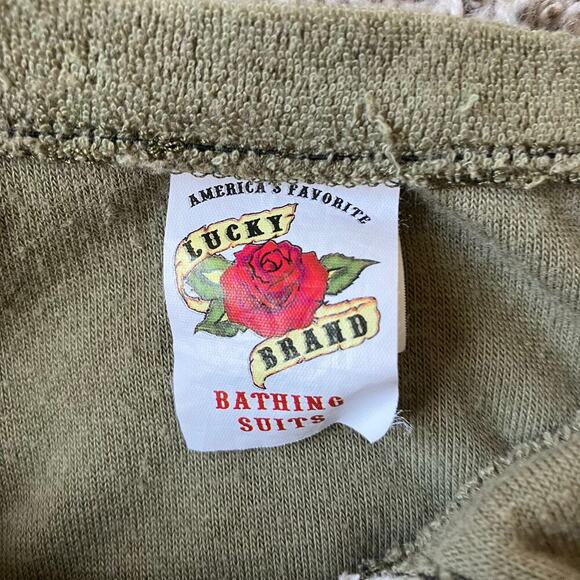 AMERICA'S FAVORITE
LUCKY
BRAND
BATHING
SUITS